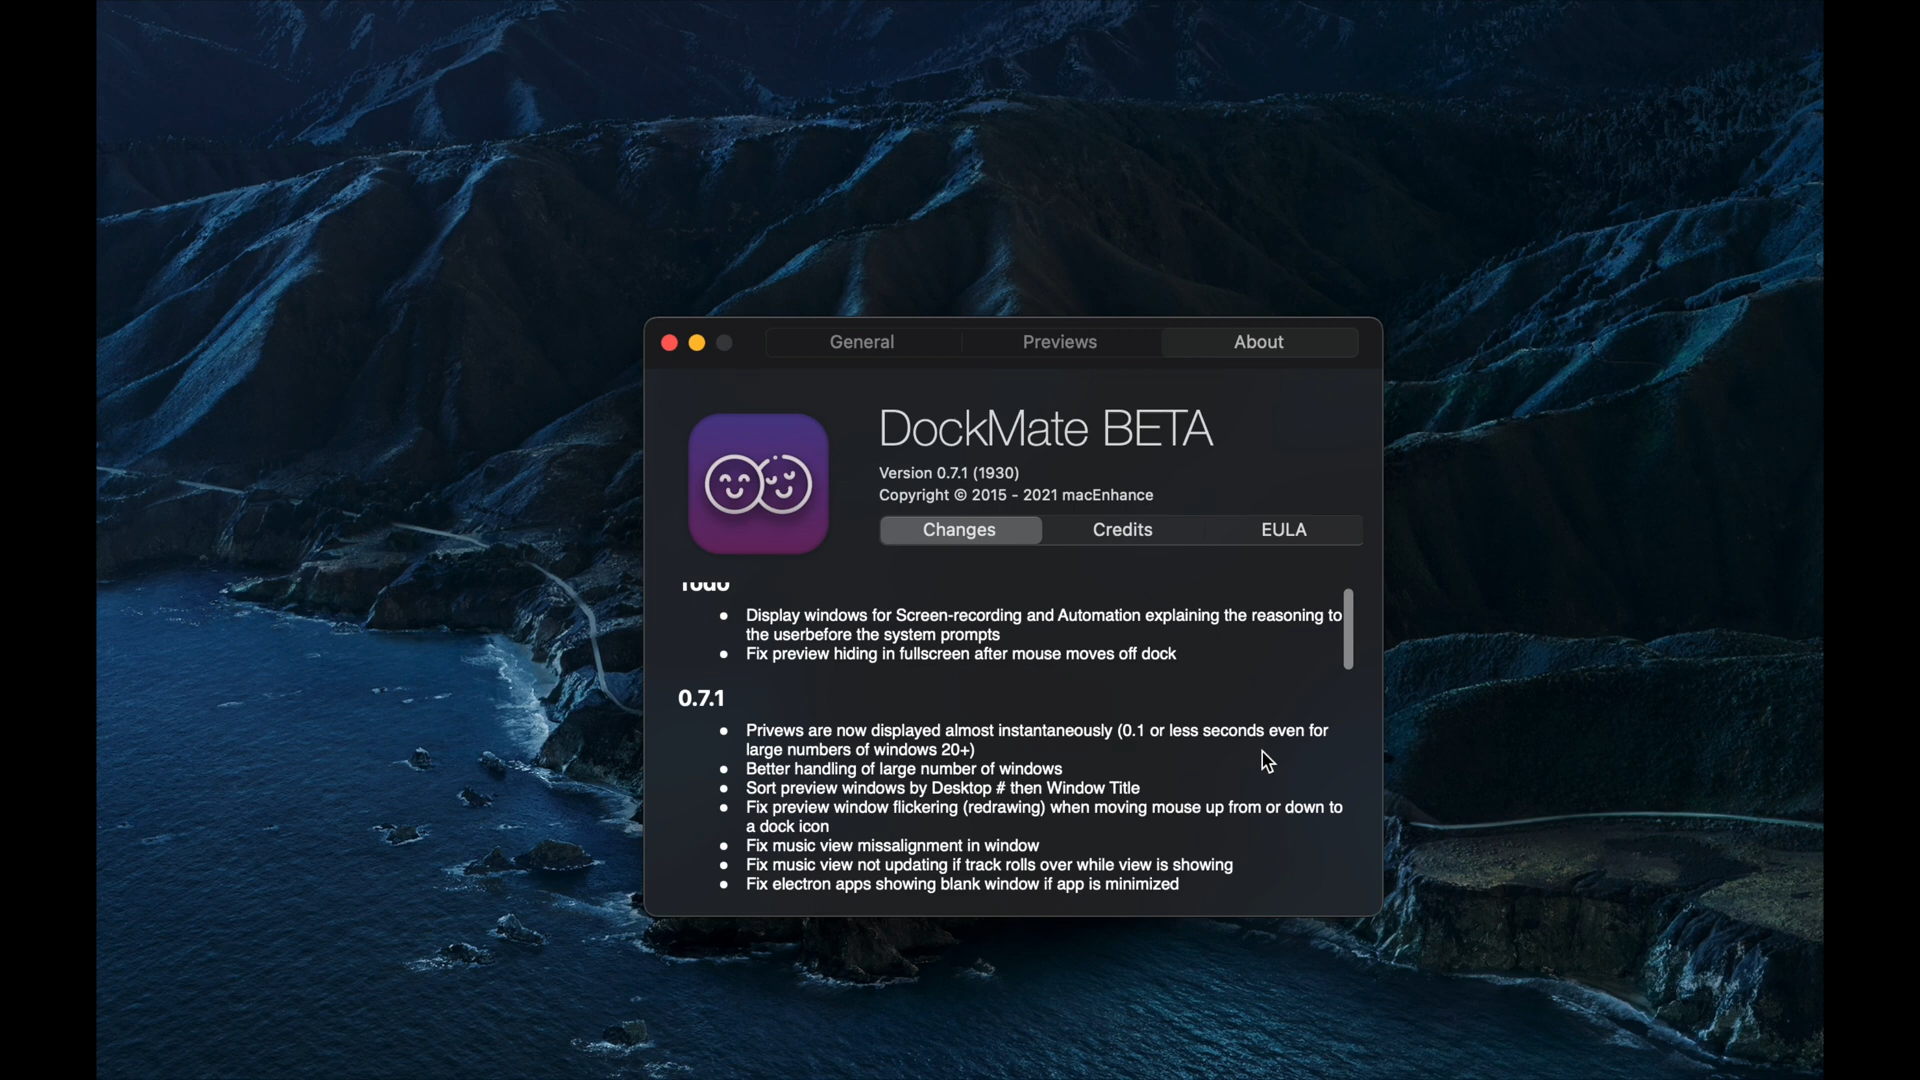 General Previews About
DockMate BETA
Version 0.7.1 (1930)
Copyright © 2015 - 2021 macEnhance
Changes Credits EULA
Todo
• Display windows for Screen-recording and Automation explaining the reasoning to
the userbefore the system prompts
• Fix preview hiding in fullscreen after mouse moves off dock
0.7.1
• Privews are now displayed almost instantaneously (0.1 or less seconds even for
large numbers of windows 20+)
• Better handling of large number of windows
• Sort preview windows by Desktop # then Window Title
• Fix preview window flickering (redrawing) when moving mouse up from or down to
a dock icon
• Fix music view missalignment in window
• Fix music view not updating if track rolls over while view is showing
• Fix electron apps showing blank window if app is minimized